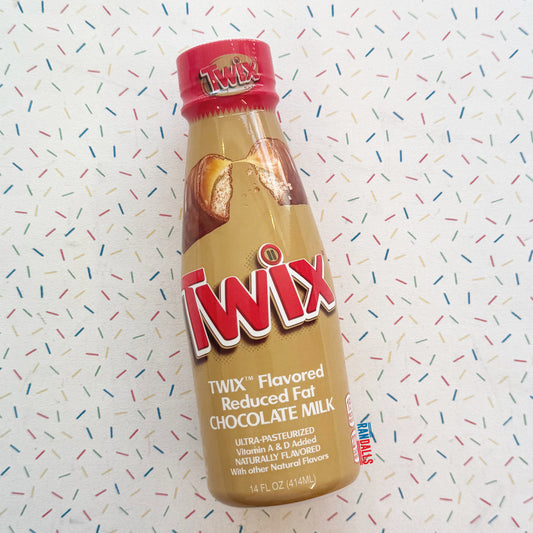 TWIX
TWIX
TWIX™ Flavored
Reduced Fat
CHOCOLATE MILK
ULTRA-PASTEURIZED
Vitamin A & D Added
NATURALLY FLAVORED
With other Natural Flavors
14 FL OZ (414ML)
RANDALLS